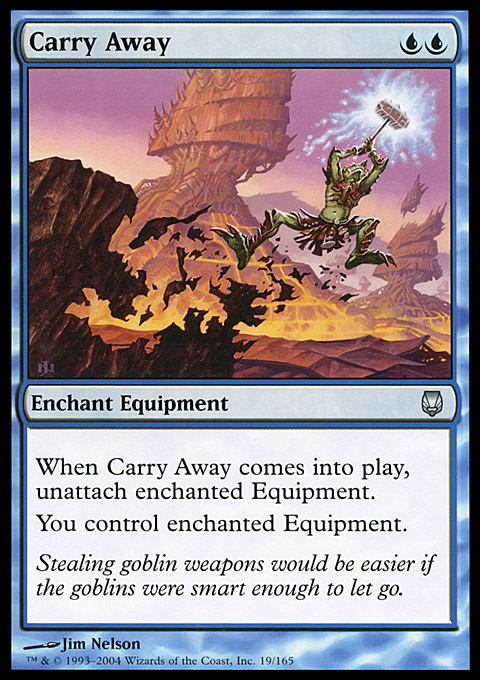 Carry Away
Enchant Equipment
When Carry Away comes into play,
unattach enchanted Equipment.
You control enchanted Equipment.
Stealing goblin weapons would be easier if
the goblins were smart enough to let go.
Jim Nelson
™ & © 1993–2004 Wizards of the Coast, Inc. 19/165